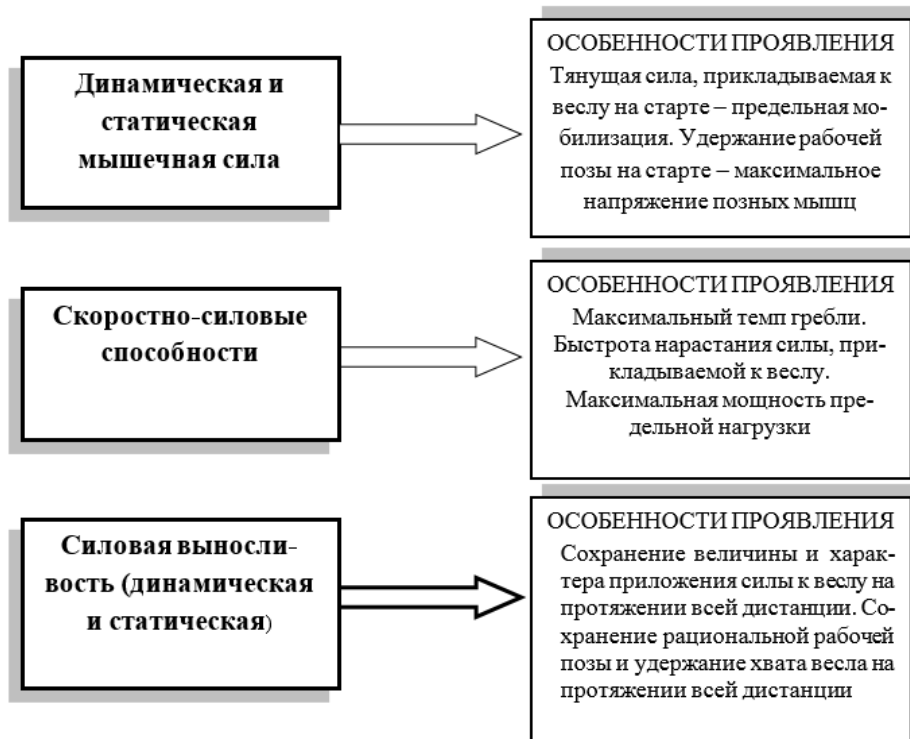 Динамическая и
статическая
мышечная сила
ОСОБЕННОСТИ ПРОЯВЛЕНИЯ
Тянущая сила, прикладываемая к
веслу на старте – предельная мо-
билизация. Удержание рабочей
позы на старте – максимальное
напряжение позных мышц
Скоростно-силовые
способности
ОСОБЕННОСТИ ПРОЯВЛЕНИЯ
Максимальный темп гребли.
Быстрота нарастания силы, при-
кладываемой к веслу.
Максимальная мощность пре-
дельной нагрузки
Силовая выносли-
вость (динамическая
и статическая)
ОСОБЕННОСТИ ПРОЯВЛЕНИЯ
Сохранение величины и харак-
тера приложения силы к веслу на
протяжении всей дистанции. Со-
хранение рациональной рабочей
позы и удержание хвата весла на
протяжении всей дистанции